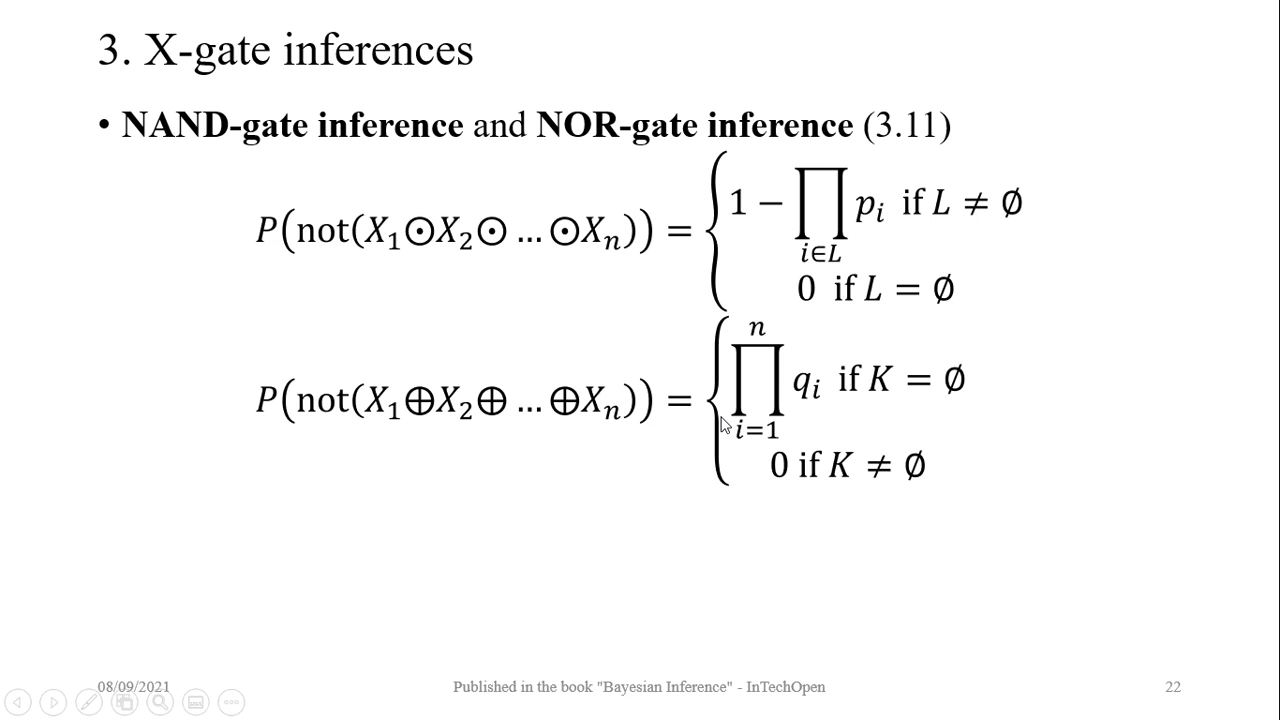 3. X-gate inferences
• NAND-gate inference and NOR-gate inference (3.11)
P(not(X₁⊙X₂⊙ … ⊙Xₙ)) = { 1 − ∏_{i∈L} pᵢ if L ≠ ∅
0 if L = ∅
P(not(X₁⊕X₂⊕ … ⊕Xₙ)) = { ∏_{i=1}^{n} qᵢ if K = ∅
0 if K ≠ ∅
08/09/2021 Published in the book "Bayesian Inference" - InTechOpen 22